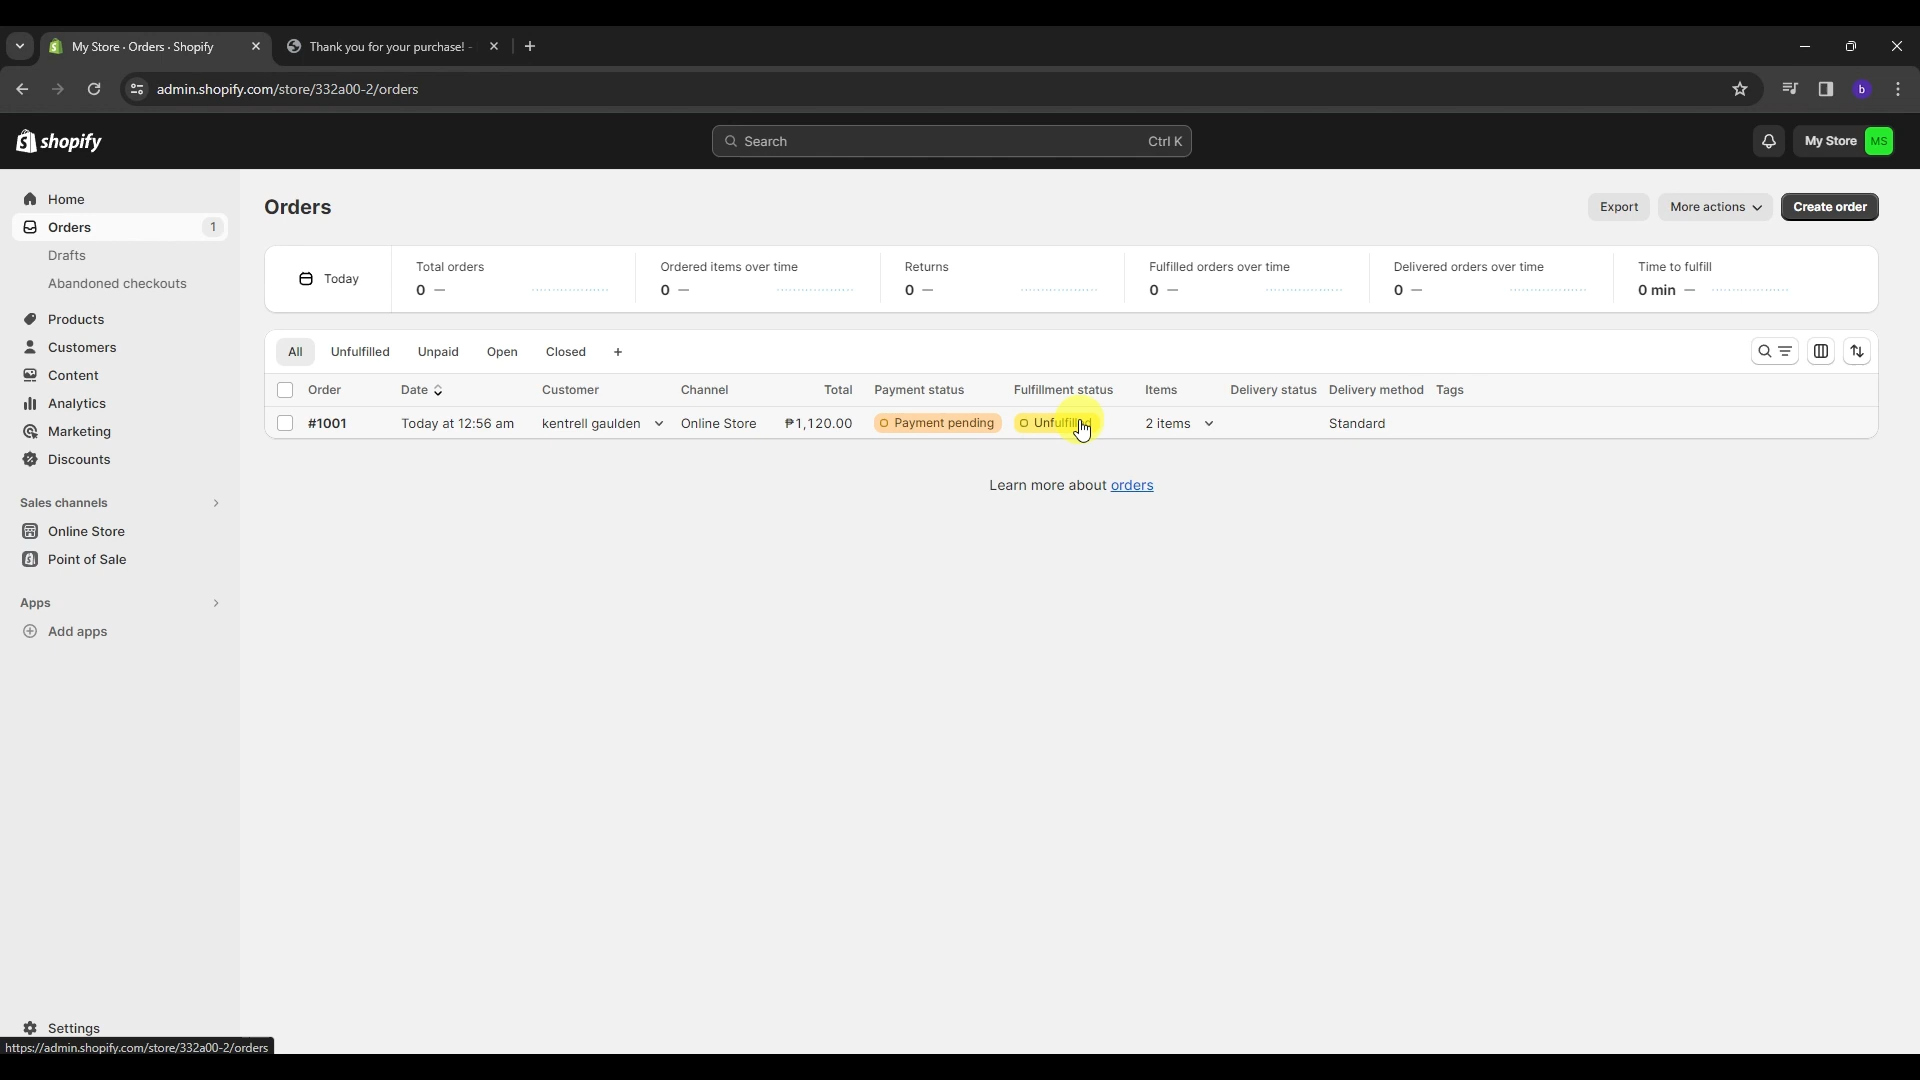 My Store · Orders · Shopify
Thank you for your purchase! -
admin.shopify.com/store/332a00-2/orders
b
shopify
Search
Ctrl K
My Store
MS
Home
Orders
1
Drafts
Abandoned checkouts
Products
Customers
Content
Analytics
Marketing
Discounts
Sales channels
Online Store
Point of Sale
Apps
Add apps
Settings
https://admin.shopify.com/store/332a00-2/orders
Orders
Export
More actions
Create order
Today
Total orders
0 —
Ordered items over time
0 —
Returns
0 —
Fulfilled orders over time
0 —
Delivered orders over time
0 —
Time to fulfill
0 min —
All Unfulfilled Unpaid Open Closed +
Order Date Customer Channel Total Payment status Fulfillment status Items Delivery status Delivery method Tags
#1001 Today at 12:56 am kentrell gaulden Online Store ₱1,120.00 Payment pending Unfulfilled 2 items Standard
Learn more about orders